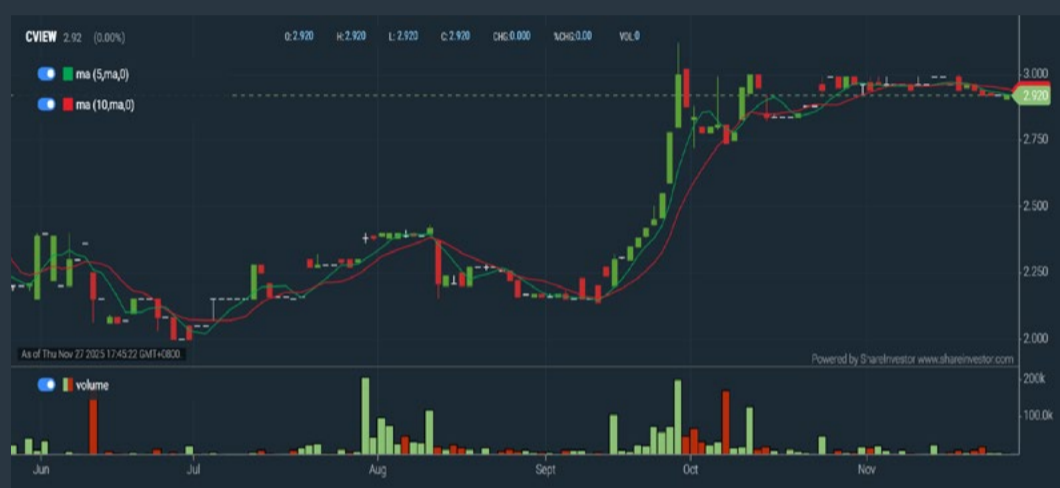 CVIEW 2.92 (0.00%) O: 2.920 H: 2.920 L: 2.920 C: 2.920 CHG:0.000 %CHG:0.00 VOL:0
ma (5,ma,0)
ma (10,ma,0)
3.000
2.920
2.750
2.500
2.250
2.000
As of Thu Nov 27 2025 17:45:22 GMT+0800
Powered by ShareInvestor www.shareinvestor.com
volume
200k
100.0k
Jun Jul Aug Sept Oct Nov